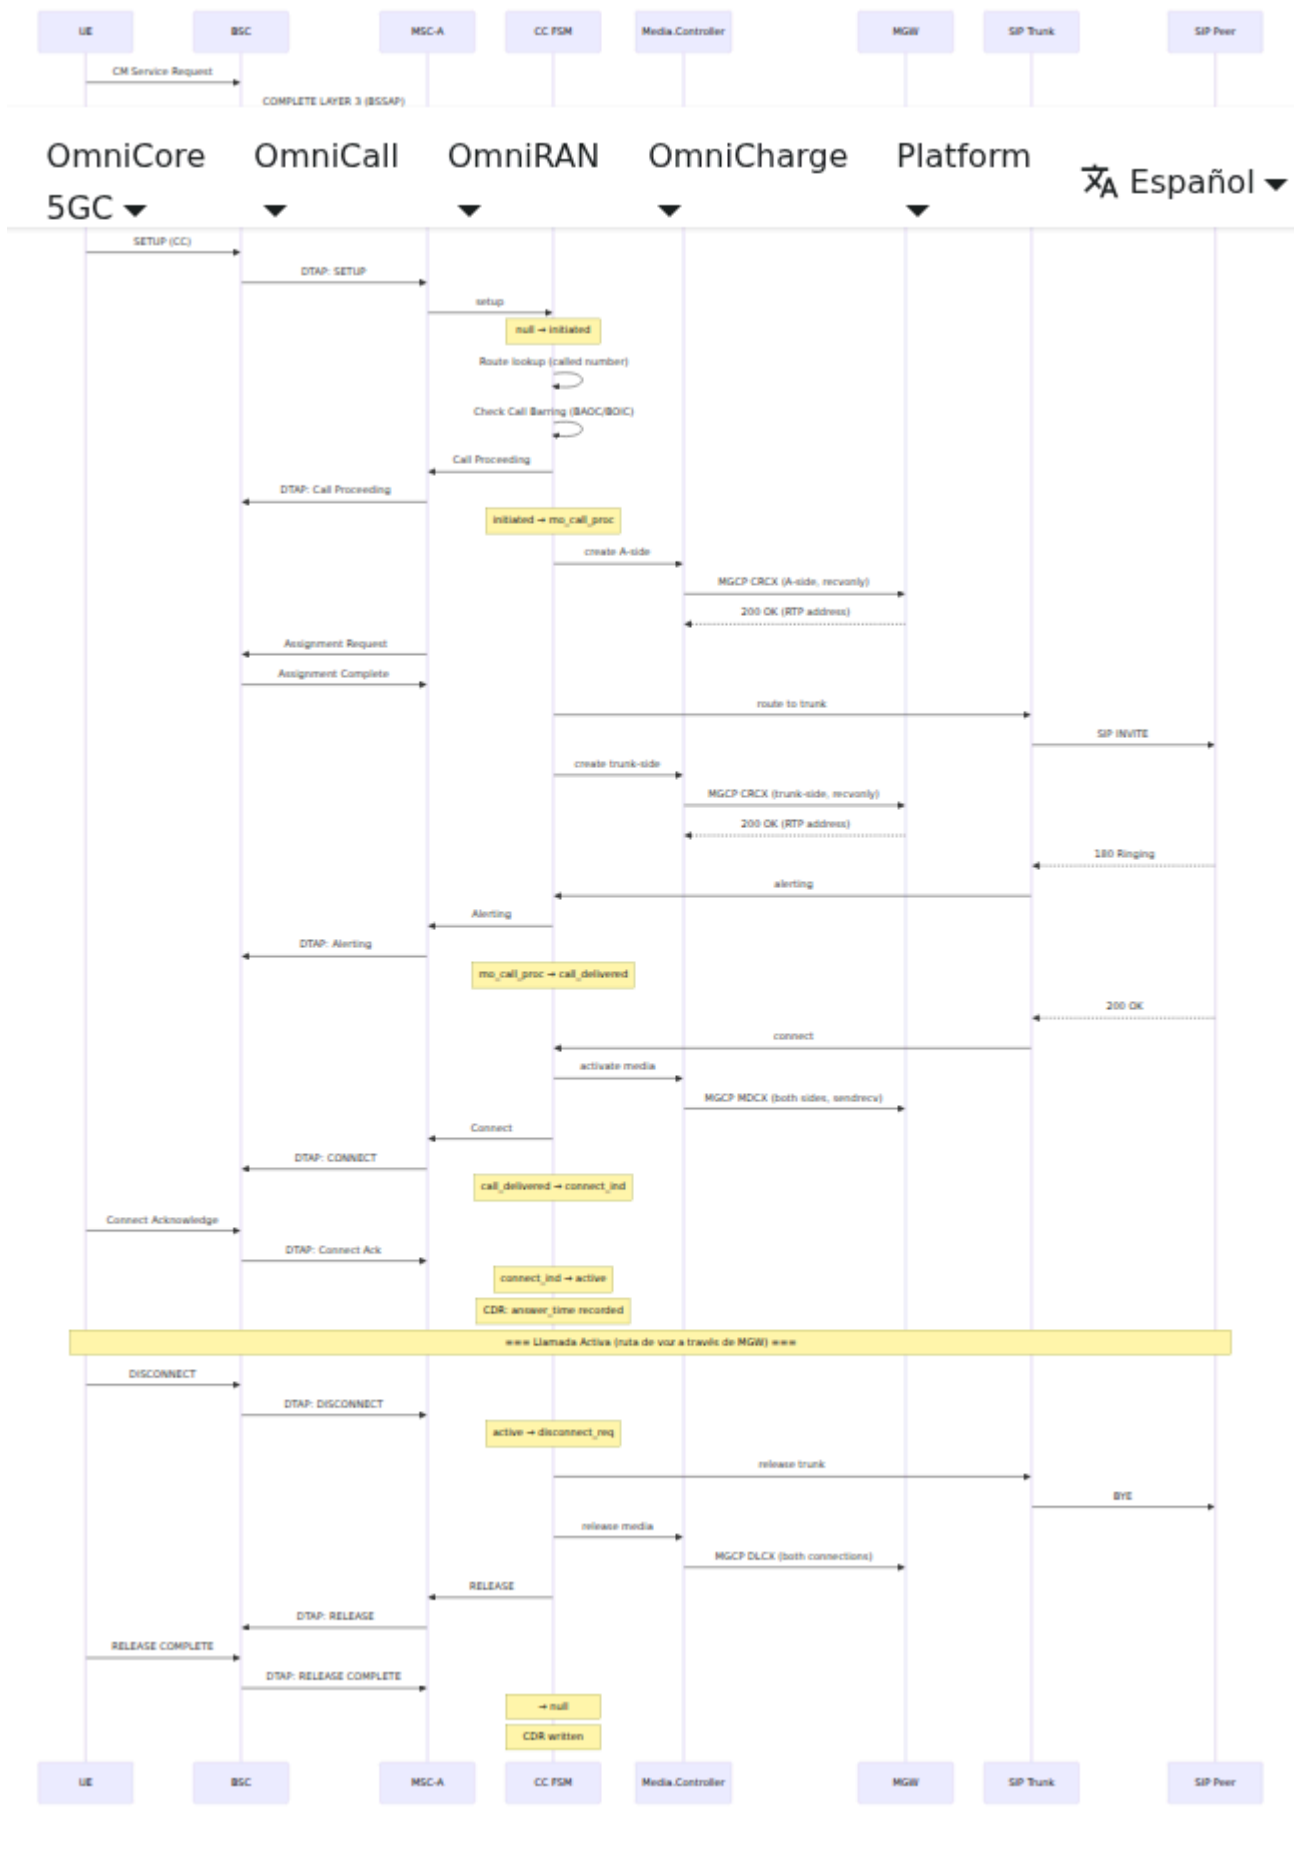 UE BSC MSC-A CC FSM Media.Controller MGW SIP Trunk SIP Peer
CM Service Request
COMPLETE LAYER 3 (BSSAP)
OmniCore 5GC OmniCall OmniRAN OmniCharge Platform Español
SETUP (CC)
DTAP: SETUP
setup
null → initiated
Route lookup (called number)
Check Call Barring (BAOC/BOIC)
Call Proceeding
DTAP: Call Proceeding
initiated → mo_call_proc
create A-side
MGCP CRCX (A-side, recvonly)
200 OK (RTP address)
Assignment Request
Assignment Complete
route to trunk
SIP INVITE
create trunk-side
MGCP CRCX (trunk-side, recvonly)
200 OK (RTP address)
180 Ringing
alerting
Alerting
DTAP: Alerting
mo_call_proc → call_delivered
200 OK
connect
activate media
MGCP MDCX (both sides, sendrecv)
Connect
DTAP: CONNECT
call_delivered → connect_ind
Connect Acknowledge
DTAP: Connect Ack
connect_ind → active
CDR: answer_time recorded
=== Llamada Activa (ruta de voz a través de MGW) ===
DISCONNECT
DTAP: DISCONNECT
active → disconnect_req
release trunk
BYE
release media
MGCP DLCX (both connections)
RELEASE
DTAP: RELEASE
RELEASE COMPLETE
DTAP: RELEASE COMPLETE
→ null
CDR written
UE BSC MSC-A CC FSM Media.Controller MGW SIP Trunk SIP Peer